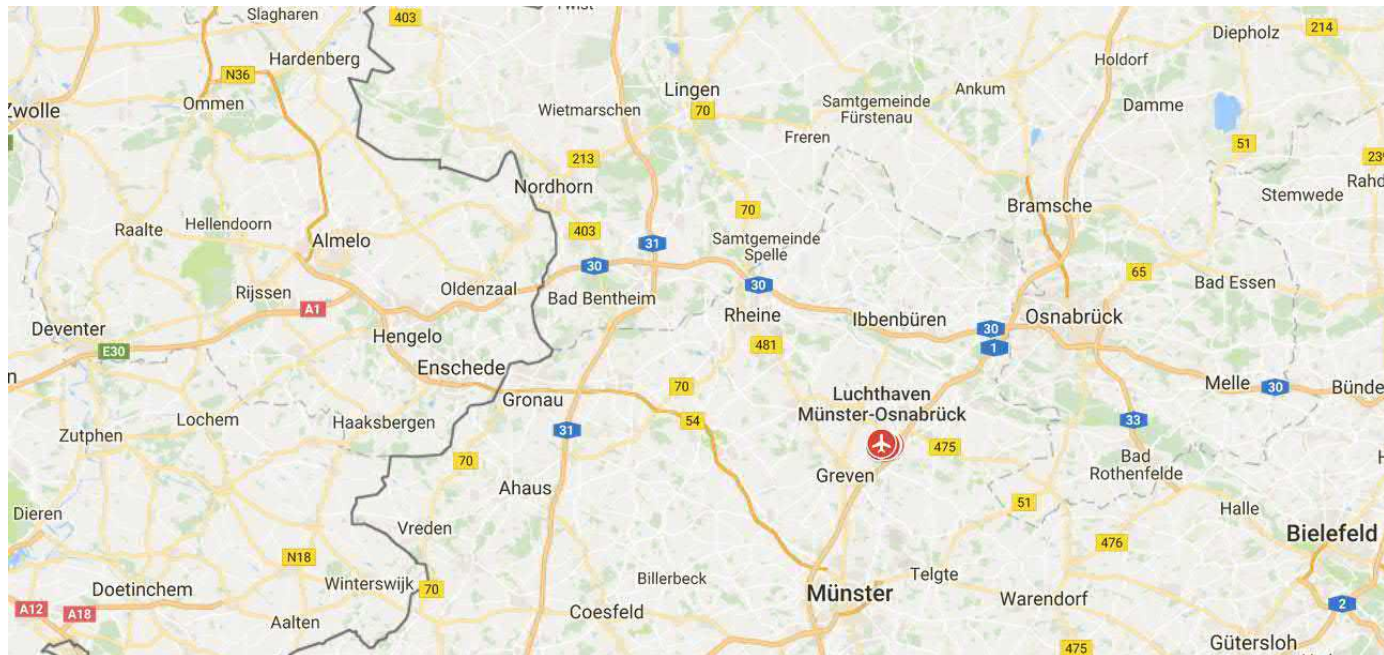 Slagharen
403
Twist
Diepholz
214
Hardenberg
Holdorf
N36
Lingen
Ankum
Ommen
Wietmarschen
70
Samtgemeinde
Fürstenau
Damme
Zwolle
Freren
51
213
239
Nordhorn
Stemwede
Rahd
Bramsche
Raalte
Hellendoorn
Almelo
403
70
31
Samtgemeinde
Spelle
30
65
Rijssen
Oldenzaal
Bad Bentheim
30
Bad Essen
A1
Deventer
Hengelo
Rheine
Ibbenbüren
30
Osnabrück
E30
481
1
n
Enschede
70
Melle
30
Bünde
Gronau
Luchthaven
Münster-Osnabrück
Lochem
Haaksbergen
54
33
Zutphen
31
475
70
Bad
Rothenfelde
H
Ahaus
Greven
Dieren
Vreden
51
Halle
N18
476
Bielefeld
Doetinchem
Winterswijk
70
Billerbeck
Münster
Telgte
Warendorf
A12
A18
Aalten
Coesfeld
2
475
Gütersloh